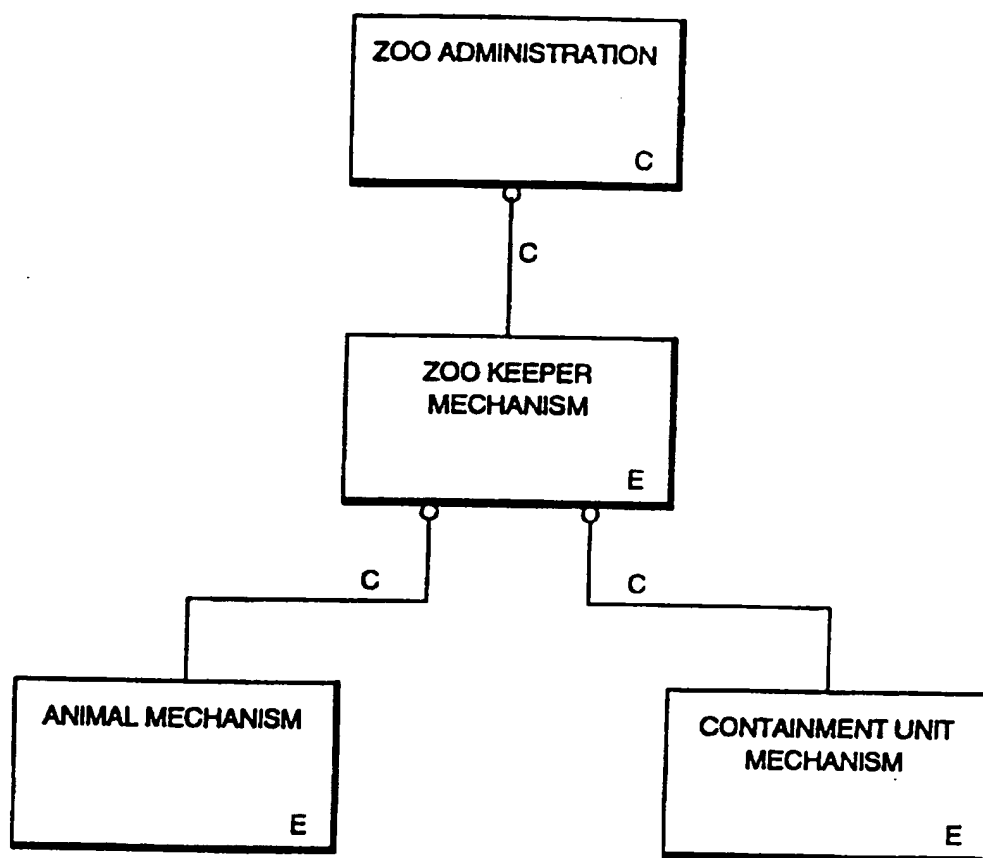 ZOO ADMINISTRATION
C
C
ZOO KEEPER
MECHANISM
E
C
C
ANIMAL MECHANISM
E
CONTAINMENT UNIT
MECHANISM
E